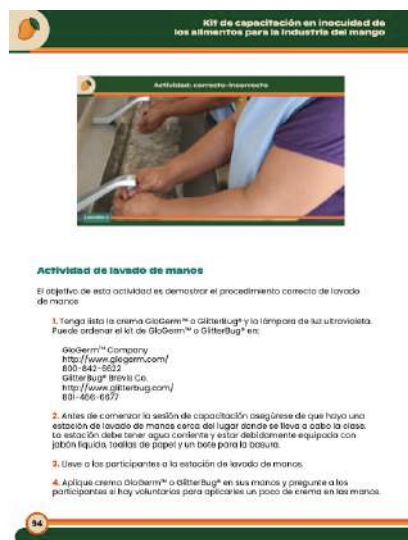 Kit de capacitación en inocuidad de
los alimentos para la industria del mango
Actividad: correcto-incorrecto
Actividad de lavado de manos
El objetivo de esta actividad es demostrar el procedimiento correcto de lavado
de manos
1. Tenga lista la crema GloGerm™ o GlitterBug® y la lámpara de luz ultravioleta.
Puede ordenar el kit de GloGerm™ o GlitterBug® en:
GloGerm™ Company
http://www.glogerm.com/
800-842-6622
GlitterBug® Brevis Co.
http://www.glitterbug.com/
801-466-6677
2. Antes de comenzar la sesión de capacitación asegúrese de que haya una
estación de lavado de manos cerca del lugar donde se lleva a cabo la clase.
La estación debe tener agua corriente y estar debidamente equipada con
jabón líquido, toallas de papel y un bote para la basura.
3. Lleve a los participantes a la estación de lavado de manos.
4. Aplique crema GloGerm™ o GlitterBug® en sus manos y pregunte a los
participantes si hay voluntarios para aplicarles un poco de crema en las manos.
94